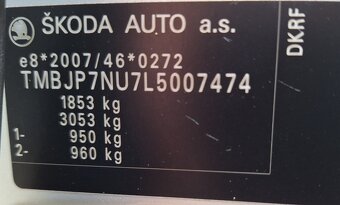 ŠKODA AUTO a.s.
e8*2007/46*0272
TMBJP7NU7L5007474
1853 kg
3053 kg
1- 950 kg
2- 960 kg
DKRF